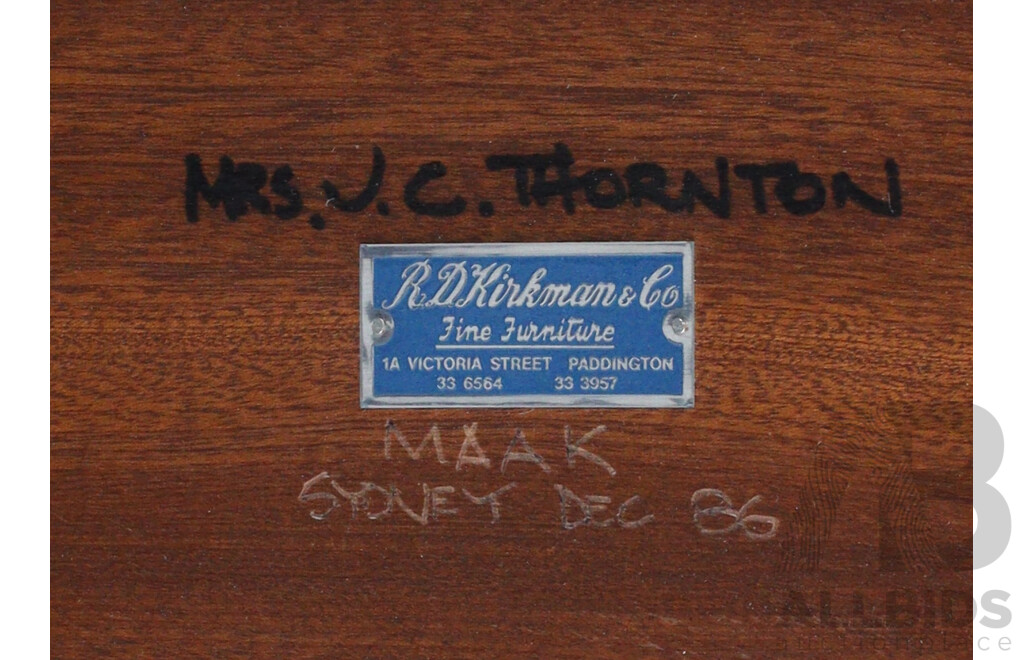 MRS. J. C. THORNTON
R. D. Kirkman & Co
Fine Furniture
1A VICTORIA STREET PADDINGTON
33 6564 33 3957
MAAK
SYDNEY DEC 86
ALLBIDS